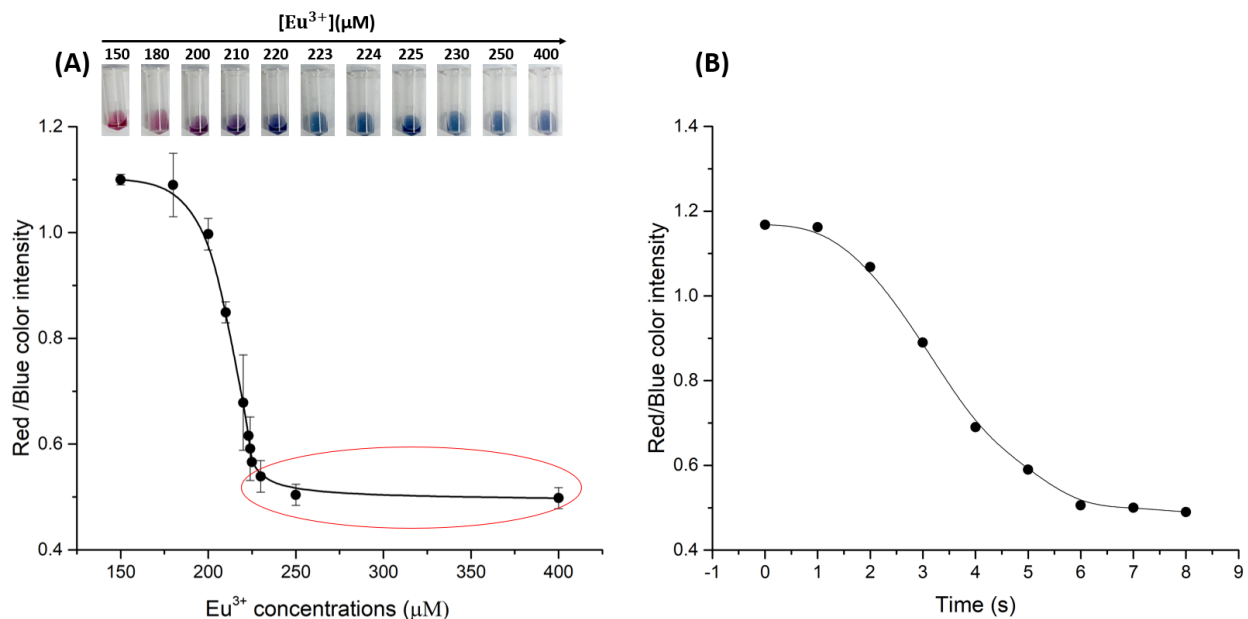 [Eu³⁺](μM)
(A)
150 180 200 210 220 223 224 225 230 250 400
1.2
1.0
0.8
0.6
0.4
Red /Blue color intensity
150 200 250 300 350 400
Eu³⁺ concentrations (μM)
(B)
1.4
1.2
1.0
0.8
0.6
0.4
Red/Blue color intensity
-1 0 1 2 3 4 5 6 7 8 9
Time (s)